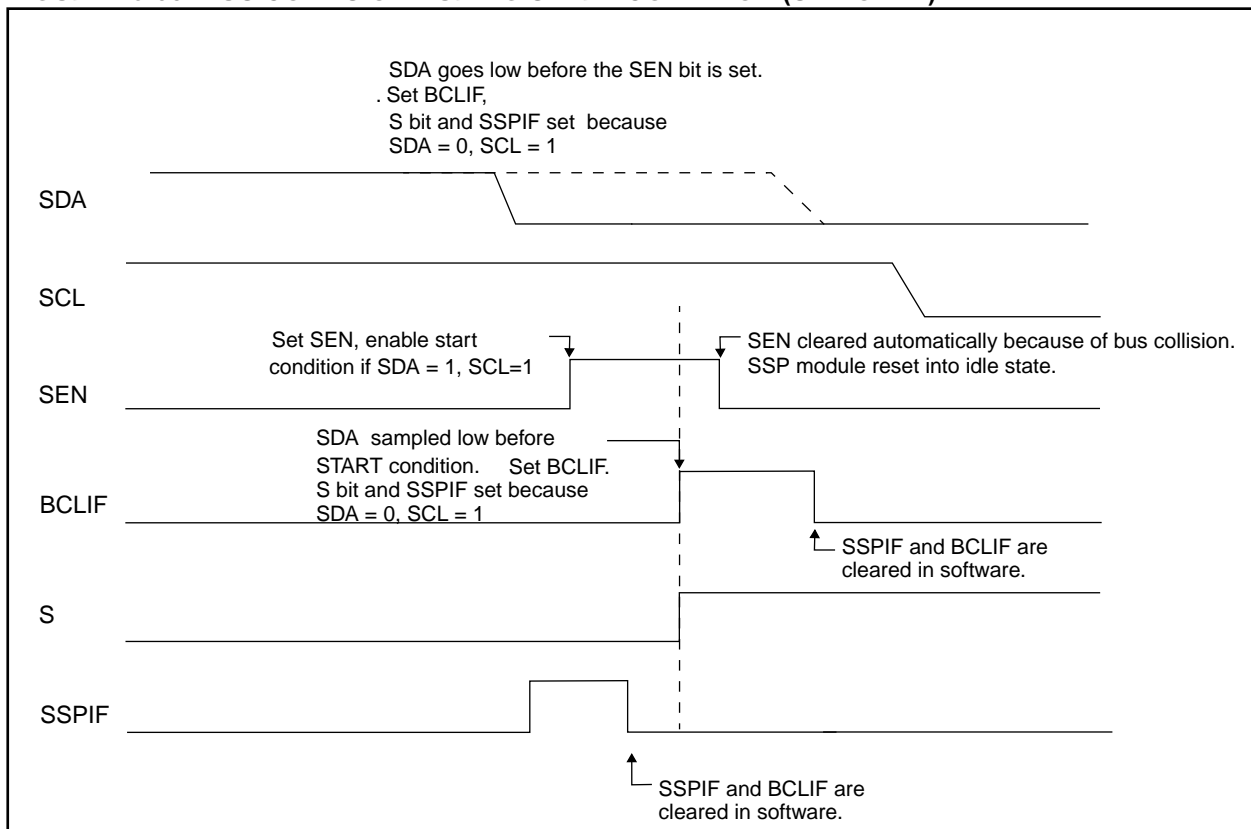 SDA goes low before the SEN bit is set.
. Set BCLIF,
S bit and SSPIF set because
SDA = 0, SCL = 1
SDA
SCL
Set SEN, enable start
condition if SDA = 1, SCL=1
SEN cleared automatically because of bus collision.
SSP module reset into idle state.
SEN
SDA sampled low before
START condition. Set BCLIF.
S bit and SSPIF set because
SDA = 0, SCL = 1
BCLIF
SSPIF and BCLIF are
cleared in software.
S
SSPIF
SSPIF and BCLIF are
cleared in software.